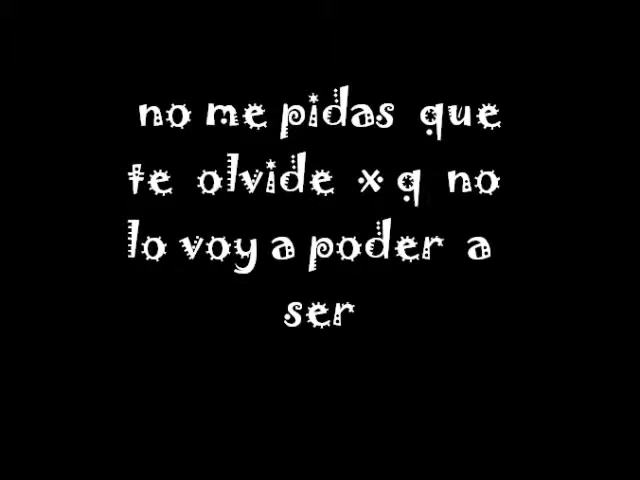 no me pidas que
te olvide x q no
lo voy a poder a
ser